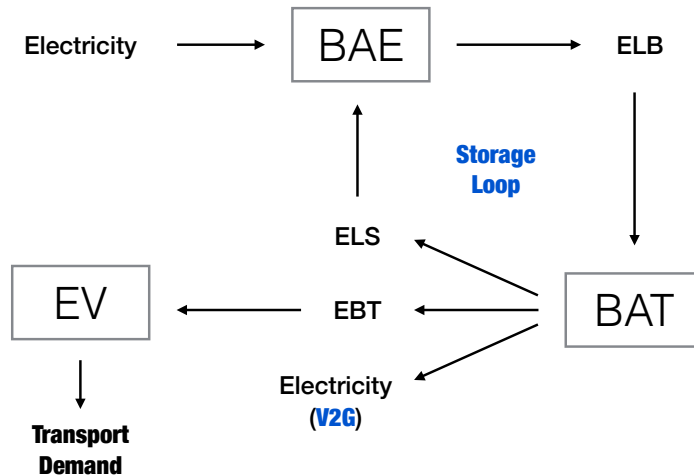 Electricity
BAE
ELB
Storage
Loop
ELS
EV
EBT
BAT
Electricity
(V2G)
Transport
Demand